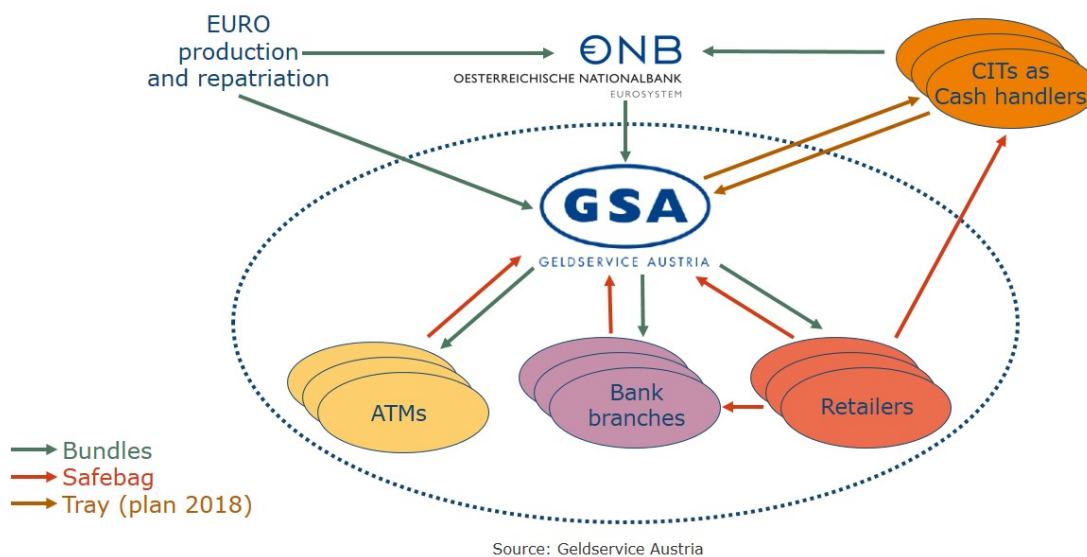 EURO
production
and repatriation
€NB
OESTERREICHISCHE NATIONALBANK
EUROSYSTEM
CITs as
Cash handlers
GSA
GELDSERVICE AUSTRIA
ATMs
Bank
branches
Retailers
Bundles
Safebag
Tray (plan 2018)
Source: Geldservice Austria